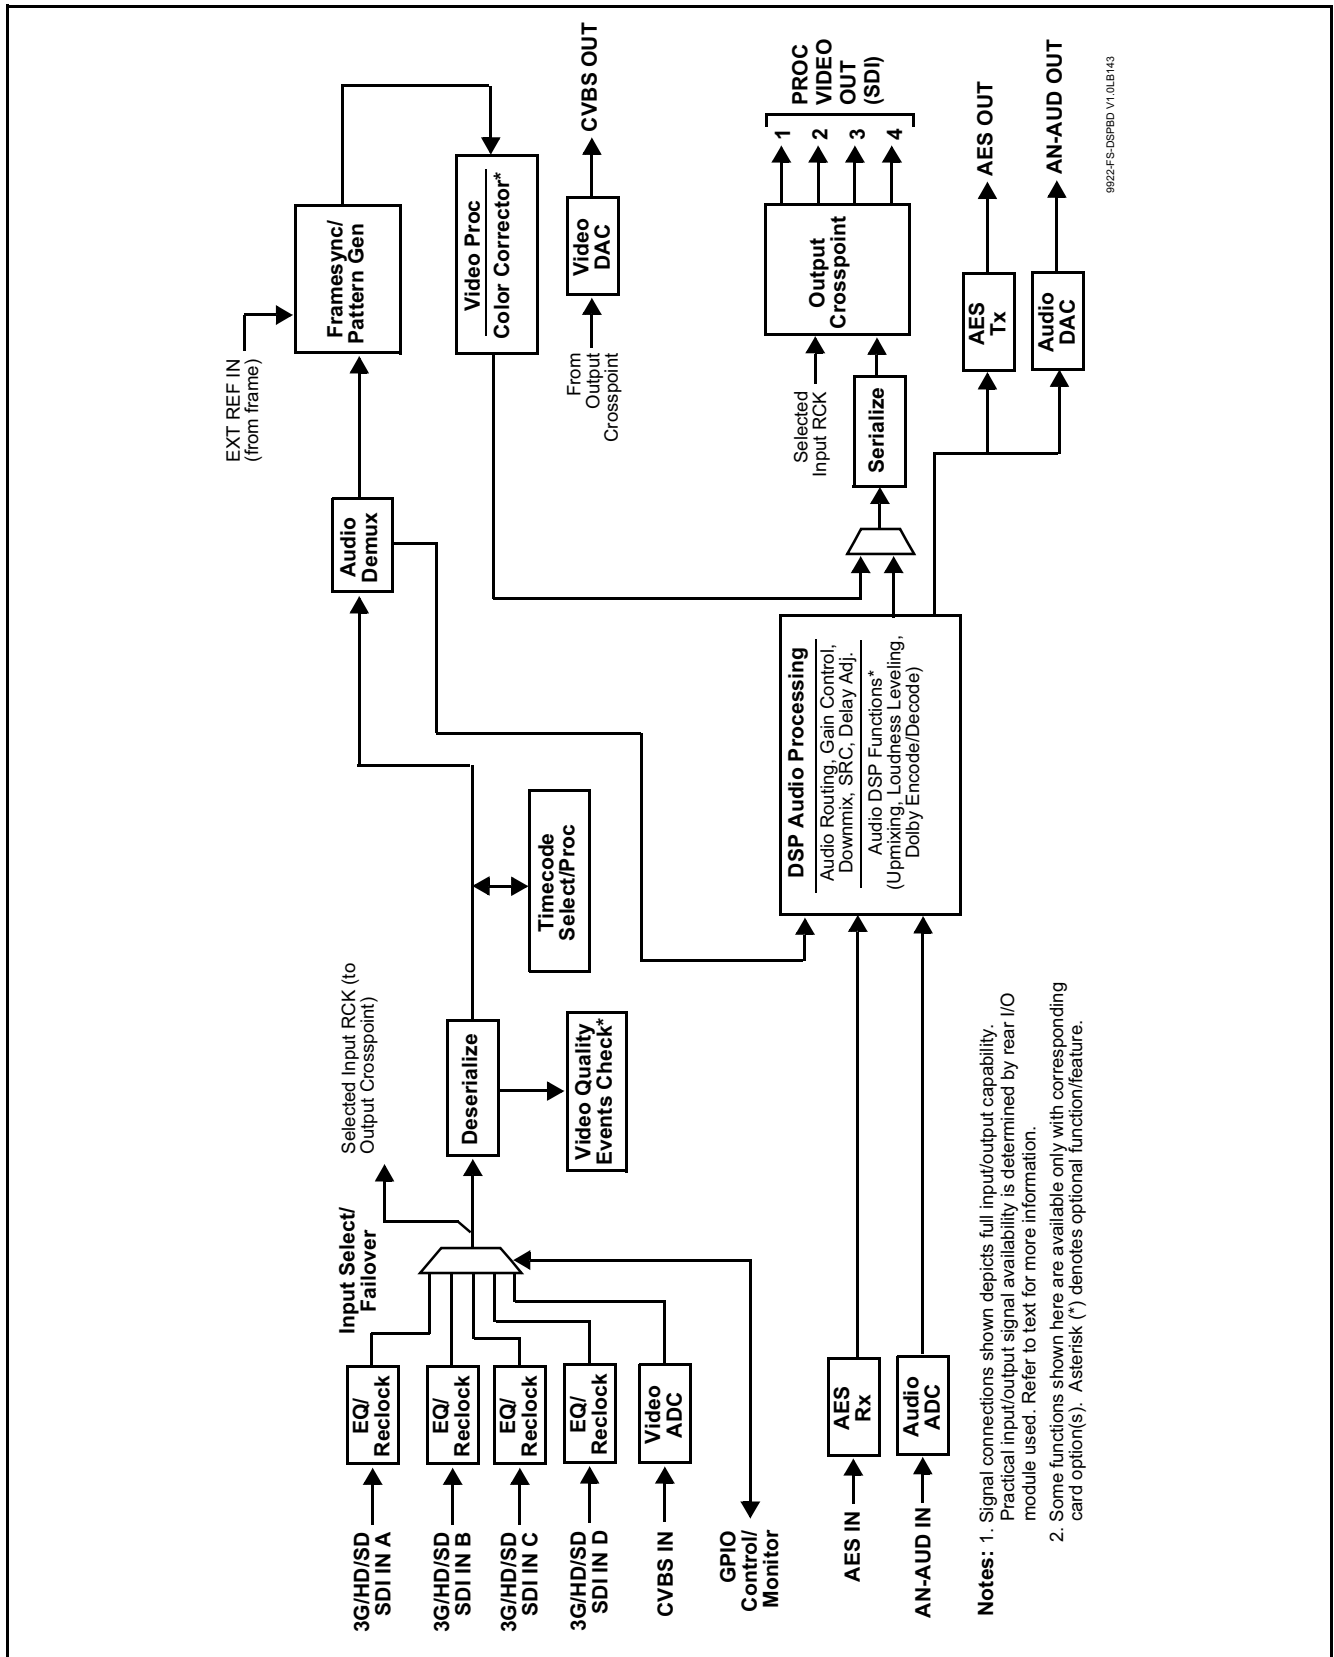 3G/HD/SD
SDI IN A
3G/HD/SD
SDI IN B
3G/HD/SD
SDI IN C
3G/HD/SD
SDI IN D
CVBS IN
GPIO
Control/
Monitor
AES IN
AN-AUD IN
EQ/
Reclock
EQ/
Reclock
EQ/
Reclock
EQ/
Reclock
Video
ADC
AES
Rx
Audio
ADC
Input Select/
Failover
Selected Input RCK (to
Output Crosspoint)
Deserialize
Video Quality
Events Check*
Timecode
Select/Proc
Audio
Demux
EXT REF IN
(from frame)
Framesync/
Pattern Gen
Video Proc
Color Corrector*
From
Output
Crosspoint
Video
DAC
CVBS OUT
DSP Audio Processing
Audio Routing, Gain Control,
Downmix, SRC, Delay Adj.
Audio DSP Functions*
(Upmixing, Loudness Leveling,
Dolby Encode/Decode)
Selected
Input RCK
Serialize
Output
Crosspoint
1
2
3
4
PROC
VIDEO
OUT
(SDI)
AES
Tx
Audio
DAC
AES OUT
AN-AUD OUT
Notes: 1. Signal connections shown depicts full input/output capability.
Practical input/output signal availability is determined by rear I/O
module used. Refer to text for more information.
2. Some functions shown here are available only with corresponding
card option(s). Asterisk (*) denotes optional function/feature.
9922-FS-DSPBD V1.0LB143